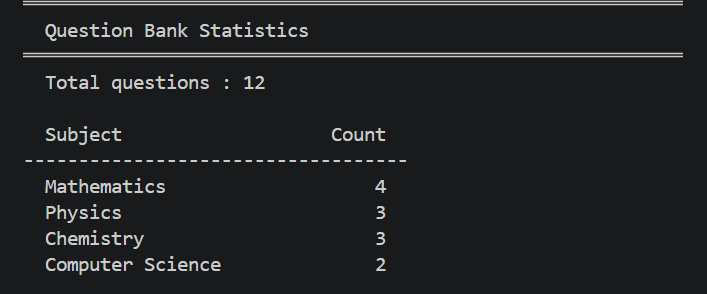 Question Bank Statistics
Total questions : 12
Subject Count
-----------------------------------
Mathematics 4
Physics 3
Chemistry 3
Computer Science 2